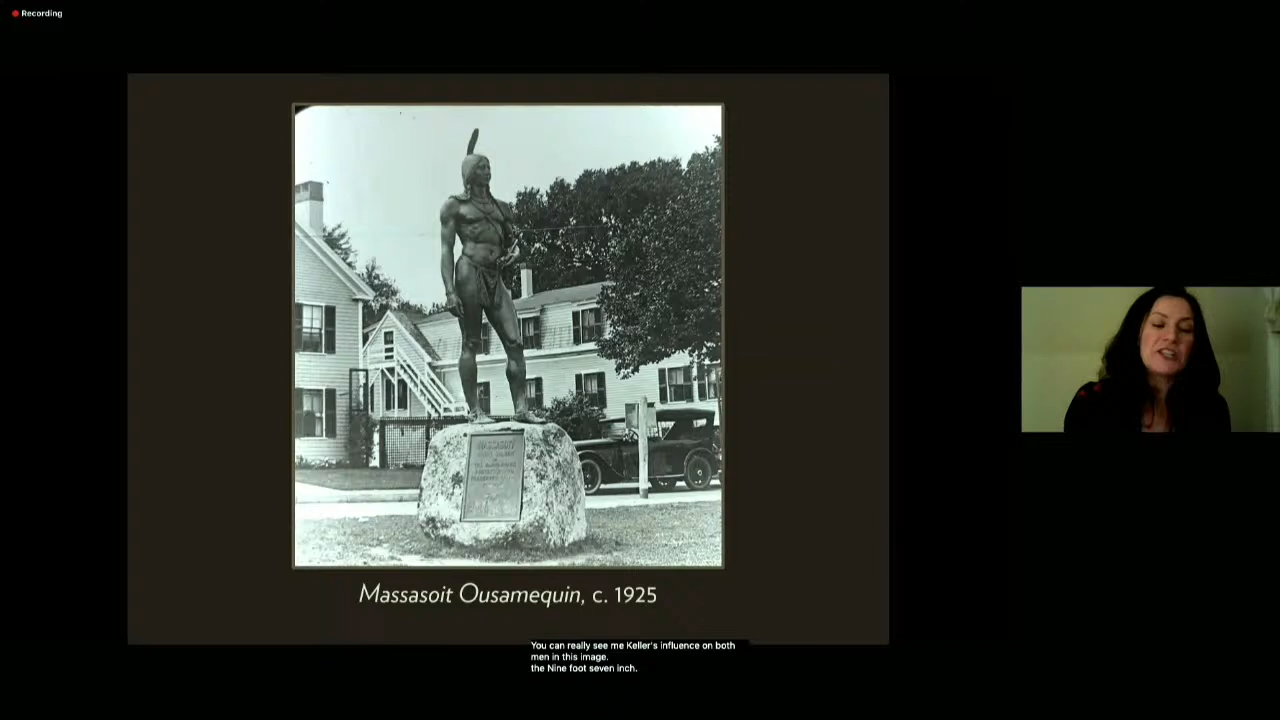 Recording
MASSASOIT
Massasoit Ousamequin, c. 1925
You can really see me Keller's influence on both
men in this image.
the Nine foot seven inch.